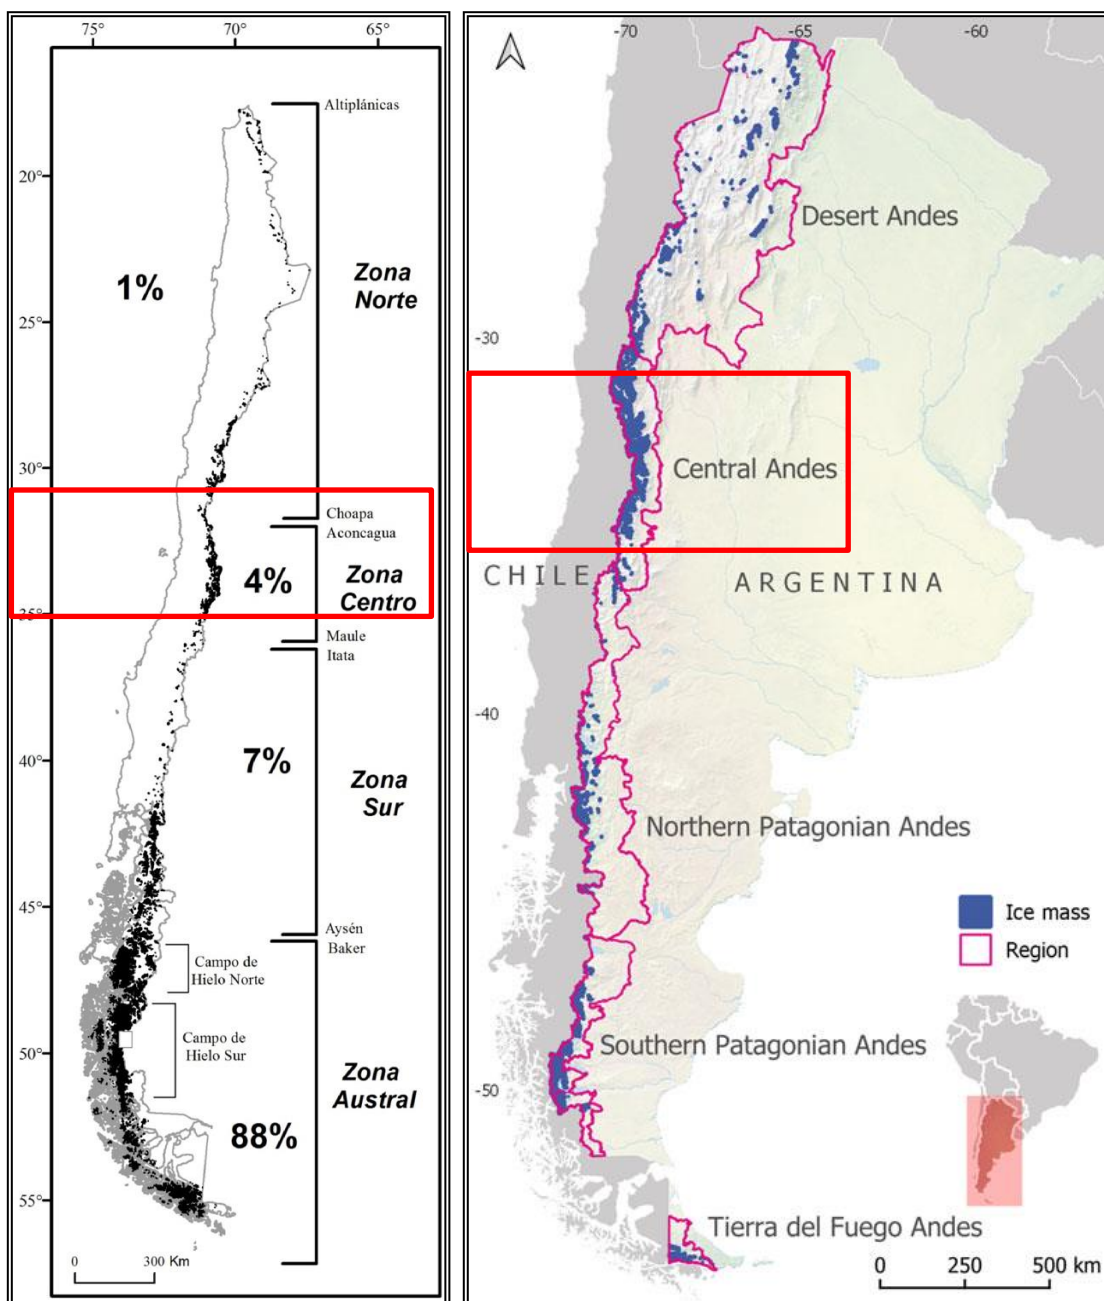 75°
70°
65°
Altiplánicas
20°
Zona
Norte
1%
25°
30°
Choapa
Aconcagua
4%
Zona
Centro
35°
Maule
Itata
7%
40°
Zona
Sur
45°
Aysén
Baker
Campo de
Hielo Norte
Campo de
Hielo Sur
50°
Zona
Austral
88%
55°
0
300 Km
-70
-65
-60
Desert Andes
-30
Central Andes
CHILE
ARGENTINA
-40
Northern Patagonian Andes
Ice mass
Region
Southern Patagonian Andes
-50
Tierra del Fuego Andes
0
250
500 km